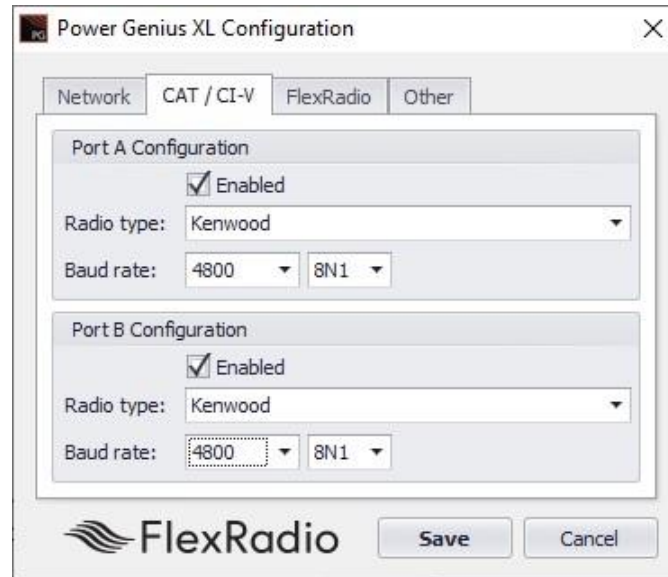 PG
Power Genius XL Configuration
Network CAT / CI-V FlexRadio Other
Port A Configuration
Enabled
Radio type: Kenwood
Baud rate: 4800 8N1
Port B Configuration
Enabled
Radio type: Kenwood
Baud rate: 4800 8N1
FlexRadio Save Cancel